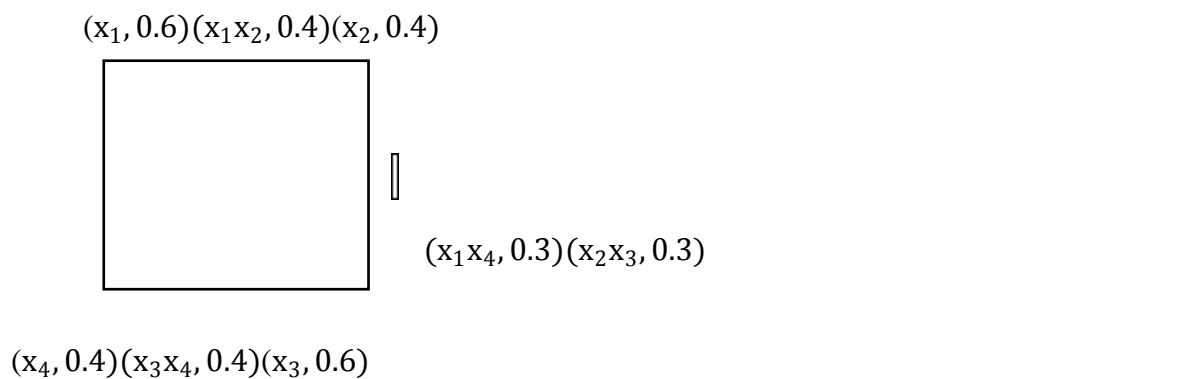 (x₁, 0.6)(x₁x₂, 0.4)(x₂, 0.4)
(x₁x₄, 0.3)(x₂x₃, 0.3)
(x₄, 0.4)(x₃x₄, 0.4)(x₃, 0.6)